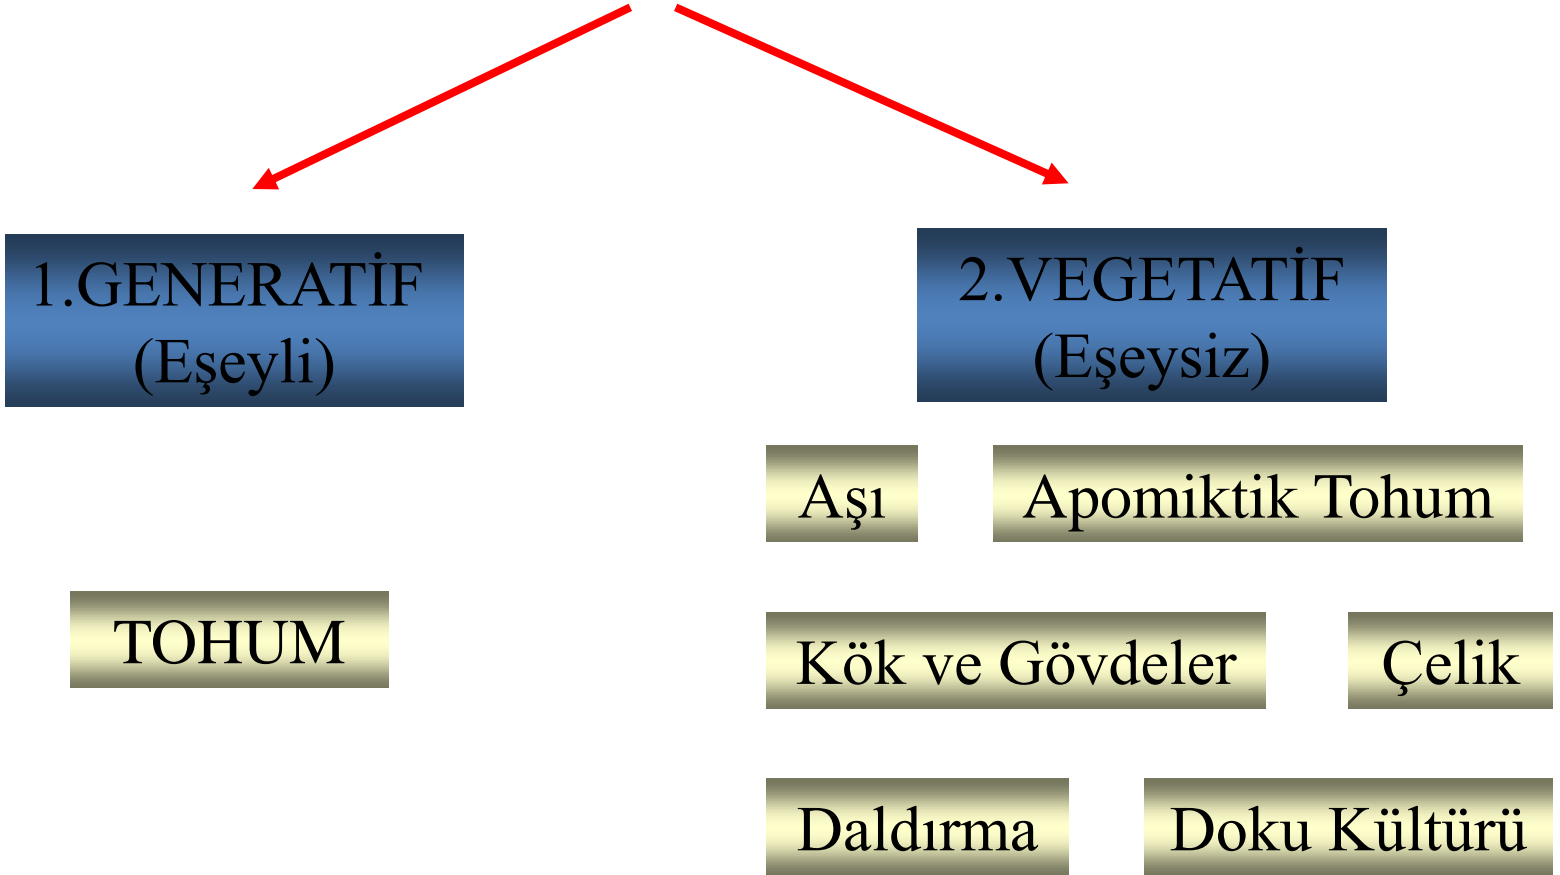 1.GENERATİF
(Eşeyli)
2.VEGETATİF
(Eşeysiz)
Aşı
Apomiktik Tohum
TOHUM
Kök ve Gövdeler
Çelik
Daldırma
Doku Kültürü